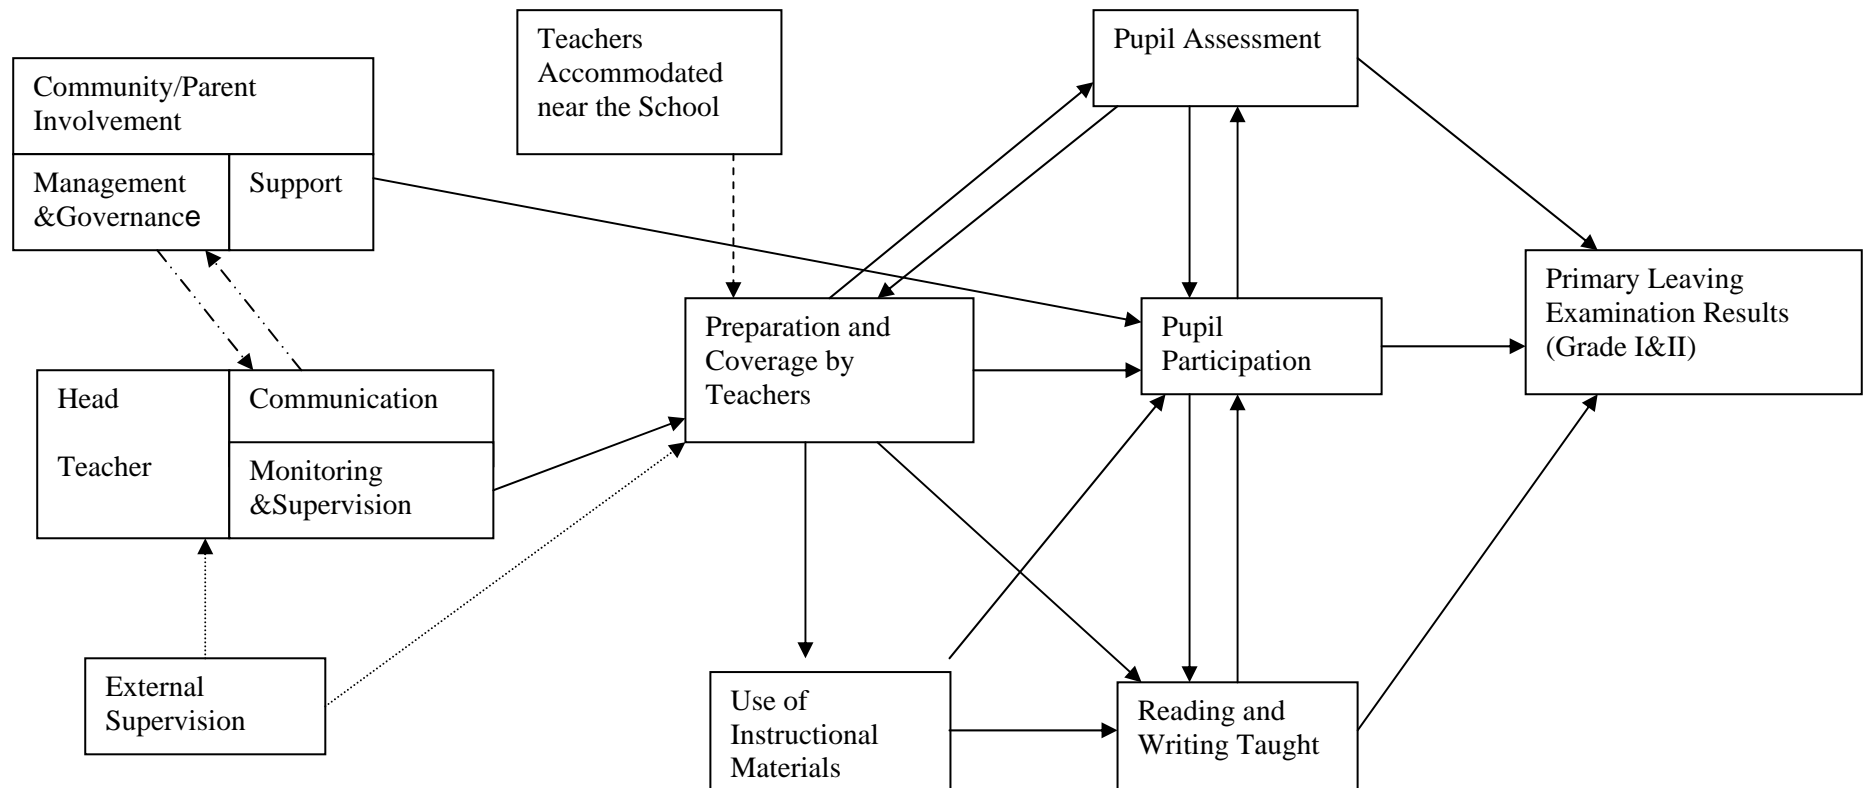 Teachers
Accommodated
near the School
Pupil Assessment
Community/Parent
Involvement
Management
&Governance
Support
Primary Leaving
Examination Results
(Grade I&II)
Preparation and
Coverage by
Teachers
Pupil
Participation
Head
Teacher
Communication
Monitoring
&Supervision
External
Supervision
Use of
Instructional
Materials
Reading and
Writing Taught